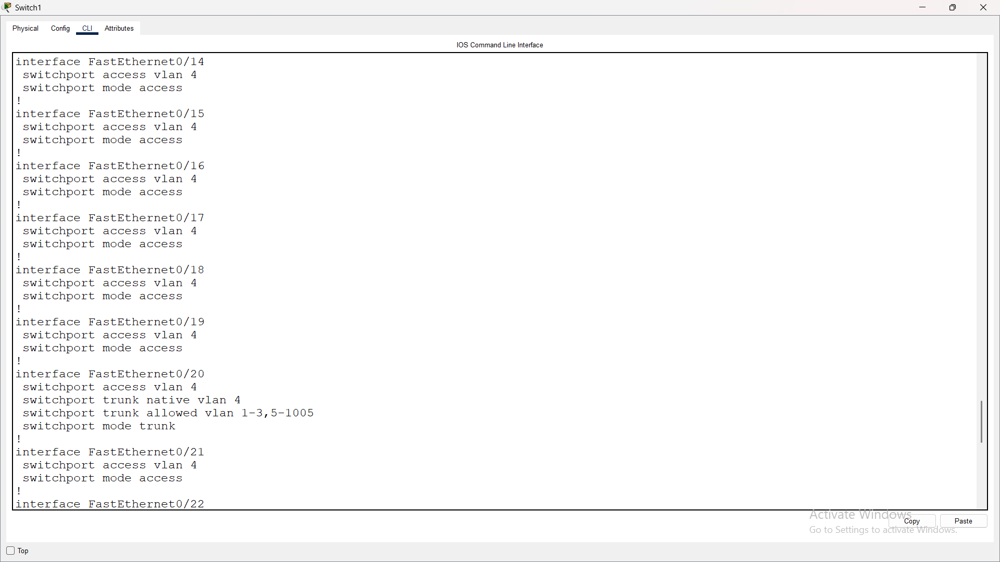 Switch1
Physical Config CLI Attributes
IOS Command Line Interface
interface FastEthernet0/14
 switchport access vlan 4
 switchport mode access
!
interface FastEthernet0/15
 switchport access vlan 4
 switchport mode access
!
interface FastEthernet0/16
 switchport access vlan 4
 switchport mode access
!
interface FastEthernet0/17
 switchport access vlan 4
 switchport mode access
!
interface FastEthernet0/18
 switchport access vlan 4
 switchport mode access
!
interface FastEthernet0/19
 switchport access vlan 4
 switchport mode access
!
interface FastEthernet0/20
 switchport access vlan 4
 switchport trunk native vlan 4
 switchport trunk allowed vlan 1-3,5-1005
 switchport mode trunk
!
interface FastEthernet0/21
 switchport access vlan 4
 switchport mode access
!
interface FastEthernet0/22
Activate Windows
Copy Paste
Go to Settings to activate Windows.
Top